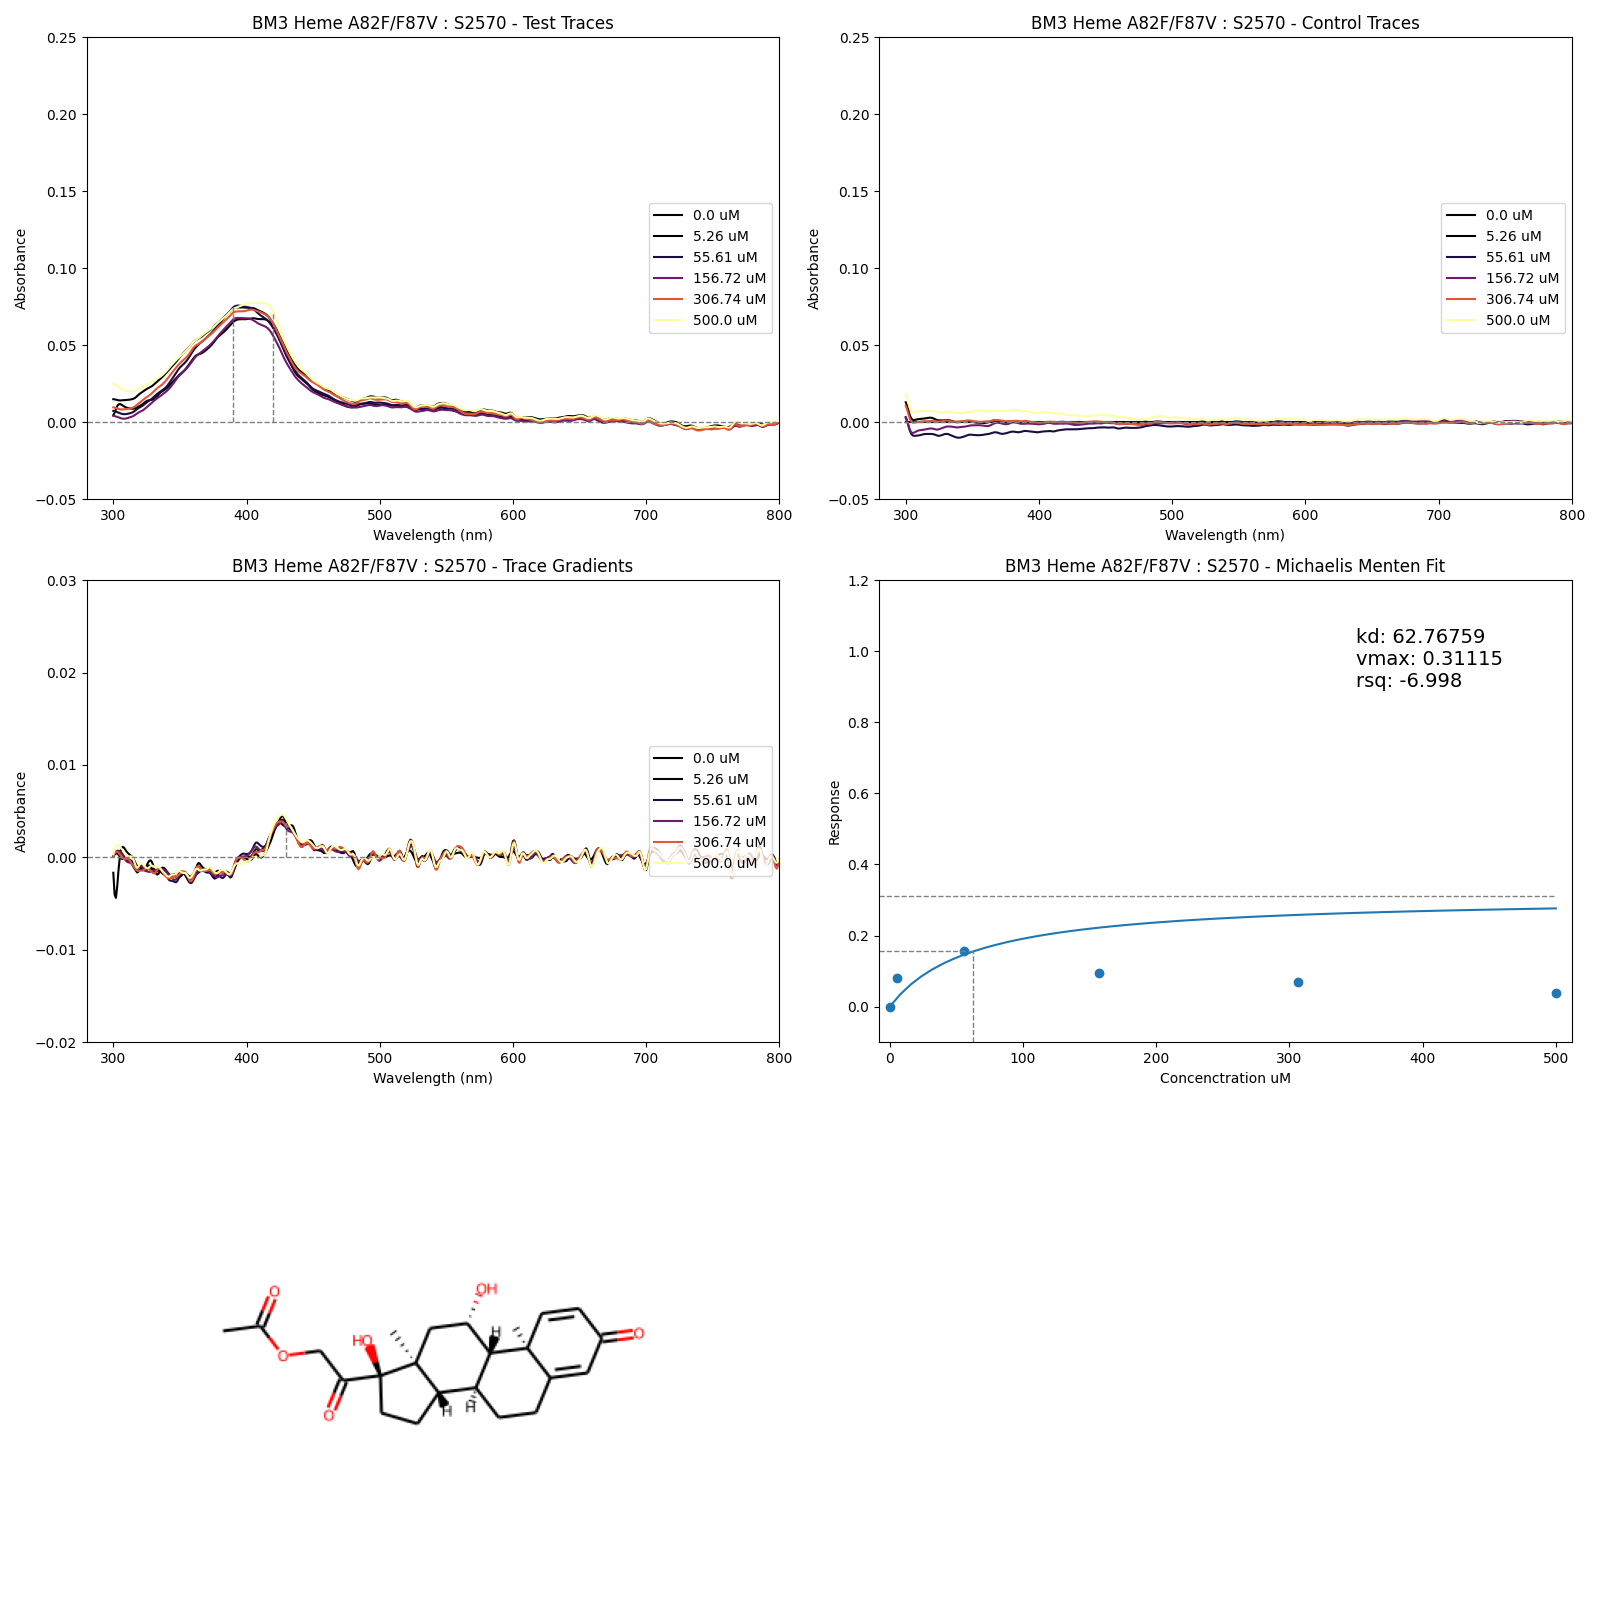 BM3 Heme A82F/F87V : S2570 - Test Traces
0.25
0.20
0.15
0.10
0.05
0.00
−0.05
Absorbance
300
400
500
600
700
800
Wavelength (nm)
0.0 uM
5.26 uM
55.61 uM
156.72 uM
306.74 uM
500.0 uM
BM3 Heme A82F/F87V : S2570 - Control Traces
0.25
0.20
0.15
0.10
0.05
0.00
−0.05
Absorbance
300
400
500
600
700
800
Wavelength (nm)
0.0 uM
5.26 uM
55.61 uM
156.72 uM
306.74 uM
500.0 uM
BM3 Heme A82F/F87V : S2570 - Trace Gradients
0.03
0.02
0.01
0.00
−0.01
−0.02
Absorbance
300
400
500
600
700
800
Wavelength (nm)
0.0 uM
5.26 uM
55.61 uM
156.72 uM
306.74 uM
500.0 uM
BM3 Heme A82F/F87V : S2570 - Michaelis Menten Fit
1.2
1.0
0.8
0.6
0.4
0.2
0.0
Response
0
100
200
300
400
500
Concenctration uM
kd: 62.76759
vmax: 0.31115
rsq: -6.998
O
OH
H
O
HO
O
H
H
O